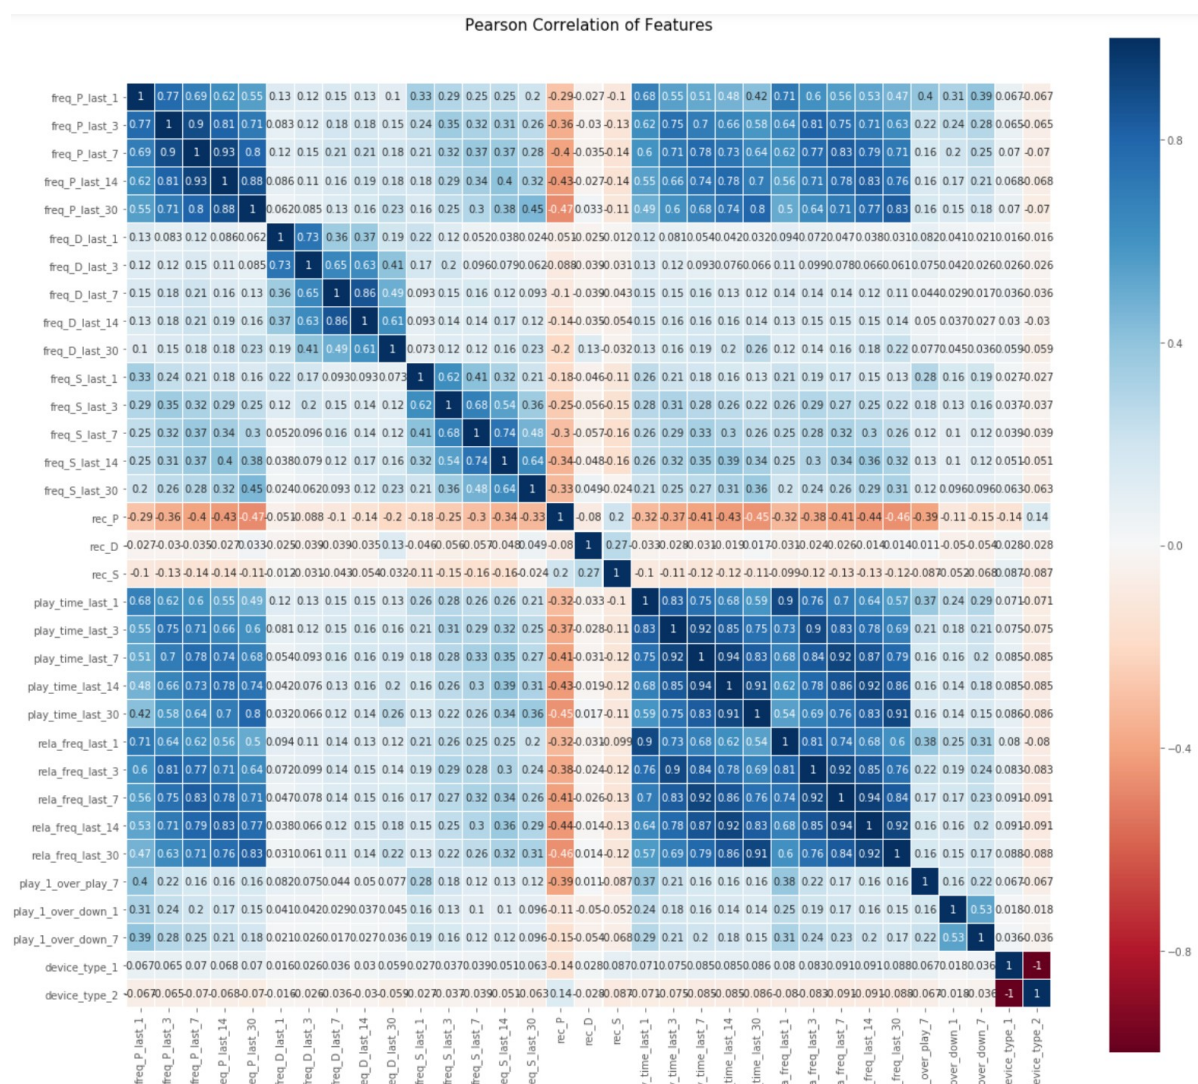 Pearson Correlation of Features
freq_P_last_1 1 0.77 0.69 0.62 0.55 0.13 0.12 0.15 0.13 0.1 0.33 0.29 0.25 0.25 0.2 -0.29 -0.027 -0.1 0.68 0.55 0.51 0.48 0.42 0.71 0.6 0.56 0.53 0.47 0.4 0.31 0.39 0.067 -0.067
freq_P_last_3 0.77 1 0.9 0.81 0.71 0.083 0.12 0.18 0.18 0.15 0.24 0.35 0.32 0.31 0.26 -0.36 -0.03 -0.13 0.62 0.75 0.7 0.66 0.58 0.64 0.81 0.75 0.71 0.63 0.22 0.24 0.28 0.065 -0.065
freq_P_last_7 0.69 0.9 1 0.93 0.8 0.12 0.15 0.21 0.21 0.18 0.21 0.32 0.37 0.37 0.28 -0.4 -0.035 -0.14 0.6 0.71 0.78 0.73 0.64 0.62 0.77 0.83 0.79 0.71 0.16 0.2 0.25 0.07 -0.07
freq_P_last_14 0.62 0.81 0.93 1 0.88 0.086 0.11 0.16 0.19 0.18 0.18 0.29 0.34 0.4 0.32 -0.43 -0.027 -0.14 0.55 0.66 0.74 0.78 0.7 0.56 0.71 0.78 0.83 0.76 0.16 0.17 0.21 0.068 -0.068
freq_P_last_30 0.55 0.71 0.8 0.88 1 0.062 0.085 0.13 0.16 0.23 0.16 0.25 0.3 0.38 0.45 -0.47 0.033 -0.11 0.49 0.6 0.68 0.74 0.8 0.5 0.64 0.71 0.77 0.83 0.16 0.15 0.18 0.07 -0.07
freq_D_last_1 0.13 0.083 0.12 0.086 0.062 1 0.73 0.36 0.37 0.19 0.22 0.12 0.052 0.038 0.024 -0.051 -0.025 -0.012 0.12 0.081 0.054 0.042 0.032 0.094 0.072 0.047 0.038 0.031 0.082 0.041 0.021 0.016 -0.016
freq_D_last_3 0.12 0.12 0.15 0.11 0.085 0.73 1 0.65 0.63 0.41 0.17 0.2 0.096 0.079 0.062 -0.088 -0.039 -0.031 0.13 0.12 0.093 0.076 0.066 0.11 0.099 0.078 0.066 0.061 0.075 0.042 0.026 0.026 -0.026
freq_D_last_7 0.15 0.18 0.21 0.16 0.13 0.36 0.65 1 0.86 0.49 0.093 0.15 0.16 0.12 0.093 -0.1 -0.039 -0.043 0.15 0.15 0.16 0.13 0.12 0.14 0.14 0.14 0.12 0.11 0.044 0.029 0.017 0.036 -0.036
freq_D_last_14 0.13 0.18 0.21 0.19 0.16 0.37 0.63 0.86 1 0.61 0.093 0.14 0.14 0.17 0.12 -0.14 -0.035 -0.054 0.15 0.16 0.16 0.16 0.14 0.13 0.15 0.15 0.15 0.14 0.05 0.037 0.027 0.03 -0.03
freq_D_last_30 0.1 0.15 0.18 0.18 0.23 0.19 0.41 0.49 0.61 1 0.073 0.12 0.12 0.16 0.23 -0.2 0.13 -0.032 0.13 0.16 0.19 0.2 0.26 0.12 0.14 0.16 0.18 0.22 0.077 0.045 0.036 0.059 -0.059
freq_S_last_1 0.33 0.24 0.21 0.18 0.16 0.22 0.17 0.093 0.093 0.073 1 0.62 0.41 0.32 0.21 -0.18 -0.046 -0.11 0.26 0.21 0.18 0.16 0.13 0.21 0.19 0.17 0.15 0.13 0.28 0.16 0.19 0.027 -0.027
freq_S_last_3 0.29 0.35 0.32 0.29 0.25 0.12 0.2 0.15 0.14 0.12 0.62 1 0.68 0.54 0.36 -0.25 -0.056 -0.15 0.28 0.31 0.28 0.26 0.22 0.26 0.29 0.27 0.25 0.22 0.18 0.13 0.16 0.037 -0.037
freq_S_last_7 0.25 0.32 0.37 0.34 0.3 0.052 0.096 0.16 0.14 0.12 0.41 0.68 1 0.74 0.48 -0.3 -0.057 -0.16 0.26 0.29 0.33 0.3 0.26 0.25 0.28 0.32 0.3 0.26 0.12 0.1 0.12 0.039 -0.039
freq_S_last_14 0.25 0.31 0.37 0.4 0.38 0.038 0.079 0.12 0.17 0.16 0.32 0.54 0.74 1 0.64 -0.34 -0.048 -0.16 0.26 0.32 0.35 0.39 0.34 0.25 0.3 0.34 0.36 0.32 0.13 0.1 0.12 0.051 -0.051
freq_S_last_30 0.2 0.26 0.28 0.32 0.45 0.024 0.062 0.093 0.12 0.23 0.21 0.36 0.48 0.64 1 -0.33 0.049 -0.024 0.21 0.25 0.27 0.31 0.36 0.2 0.24 0.26 0.29 0.31 0.12 0.096 0.096 0.063 -0.063
rec_P -0.29 -0.36 -0.4 -0.43 -0.47 -0.051 -0.088 -0.1 -0.14 -0.2 -0.18 -0.25 -0.3 -0.34 -0.33 1 -0.08 0.2 -0.32 -0.37 -0.41 -0.43 -0.45 -0.32 -0.38 -0.41 -0.44 -0.46 -0.39 -0.11 -0.15 -0.14 0.14
rec_D -0.027 -0.03 -0.035 -0.027 0.033 -0.025 -0.039 -0.039 -0.035 0.13 -0.046 -0.056 -0.057 -0.048 0.049 -0.08 1 0.27 -0.033 -0.028 -0.031 -0.019 0.017 -0.031 -0.024 -0.026 -0.014 0.014 0.011 -0.05 -0.054 0.028 -0.028
rec_S -0.1 -0.13 -0.14 -0.14 -0.11 -0.012 -0.031 -0.043 -0.054 -0.032 -0.11 -0.15 -0.16 -0.16 -0.024 0.2 0.27 1 -0.1 -0.11 -0.12 -0.12 -0.11 -0.099 -0.12 -0.13 -0.13 -0.12 -0.087 -0.052 -0.068 0.087 -0.087
play_time_last_1 0.68 0.62 0.6 0.55 0.49 0.12 0.13 0.15 0.15 0.13 0.26 0.28 0.26 0.26 0.21 -0.32 -0.033 -0.1 1 0.83 0.75 0.68 0.59 0.9 0.76 0.7 0.64 0.57 0.37 0.24 0.29 0.071 -0.071
play_time_last_3 0.55 0.75 0.71 0.66 0.6 0.081 0.12 0.15 0.16 0.16 0.21 0.31 0.29 0.32 0.25 -0.37 -0.028 -0.11 0.83 1 0.92 0.85 0.75 0.73 0.9 0.83 0.78 0.69 0.21 0.18 0.21 0.075 -0.075
play_time_last_7 0.51 0.7 0.78 0.74 0.68 0.054 0.093 0.16 0.16 0.19 0.18 0.28 0.33 0.35 0.27 -0.41 -0.031 -0.12 0.75 0.92 1 0.94 0.83 0.68 0.84 0.92 0.87 0.79 0.16 0.16 0.2 0.085 -0.085
play_time_last_14 0.48 0.66 0.73 0.78 0.74 0.042 0.076 0.13 0.16 0.2 0.16 0.26 0.3 0.39 0.31 -0.43 -0.019 -0.12 0.68 0.85 0.94 1 0.91 0.62 0.78 0.86 0.92 0.86 0.16 0.14 0.18 0.085 -0.085
play_time_last_30 0.42 0.58 0.64 0.7 0.8 0.032 0.066 0.12 0.14 0.26 0.13 0.22 0.26 0.34 0.36 -0.45 0.017 -0.11 0.59 0.75 0.83 0.91 1 0.54 0.69 0.76 0.83 0.91 0.16 0.14 0.15 0.086 -0.086
rela_freq_last_1 0.71 0.64 0.62 0.56 0.5 0.094 0.11 0.14 0.13 0.12 0.21 0.26 0.25 0.25 0.2 -0.32 -0.031 -0.099 0.9 0.73 0.68 0.62 0.54 1 0.81 0.74 0.68 0.6 0.38 0.25 0.31 0.08 -0.08
rela_freq_last_3 0.6 0.81 0.77 0.71 0.64 0.072 0.099 0.14 0.15 0.14 0.19 0.29 0.28 0.3 0.24 -0.38 -0.024 -0.12 0.76 0.9 0.84 0.78 0.69 0.81 1 0.92 0.85 0.76 0.22 0.19 0.24 0.083 -0.083
rela_freq_last_7 0.56 0.75 0.83 0.78 0.71 0.047 0.078 0.14 0.15 0.16 0.17 0.27 0.32 0.34 0.26 -0.41 -0.026 -0.13 0.7 0.83 0.92 0.86 0.76 0.74 0.92 1 0.94 0.84 0.17 0.17 0.23 0.091 -0.091
rela_freq_last_14 0.53 0.71 0.79 0.83 0.77 0.038 0.066 0.12 0.15 0.18 0.15 0.25 0.3 0.36 0.29 -0.44 -0.014 -0.13 0.64 0.78 0.87 0.92 0.83 0.68 0.85 0.94 1 0.92 0.16 0.16 0.2 0.091 -0.091
rela_freq_last_30 0.47 0.63 0.71 0.76 0.83 0.031 0.061 0.11 0.14 0.22 0.13 0.22 0.26 0.32 0.31 -0.46 0.014 -0.12 0.57 0.69 0.79 0.86 0.91 0.6 0.76 0.84 0.92 1 0.16 0.15 0.17 0.088 -0.088
play_1_over_play_7 0.4 0.22 0.16 0.16 0.16 0.082 0.075 0.044 0.05 0.077 0.28 0.18 0.12 0.13 0.12 -0.39 0.011 -0.087 0.37 0.21 0.16 0.16 0.16 0.38 0.22 0.17 0.16 0.16 1 0.16 0.22 0.067 -0.067
play_1_over_down_1 0.31 0.24 0.2 0.17 0.15 0.041 0.042 0.029 0.037 0.045 0.16 0.13 0.1 0.1 0.096 -0.11 -0.05 -0.052 0.24 0.18 0.16 0.14 0.14 0.25 0.19 0.17 0.16 0.15 0.16 1 0.53 0.018 -0.018
play_1_over_down_7 0.39 0.28 0.25 0.21 0.18 0.021 0.026 0.017 0.027 0.036 0.19 0.16 0.12 0.12 0.096 -0.15 -0.054 -0.068 0.29 0.21 0.2 0.18 0.15 0.31 0.24 0.23 0.2 0.17 0.22 0.53 1 0.036 -0.036
device_type_1 0.067 0.065 0.07 0.068 0.07 0.016 0.026 0.036 0.03 0.059 0.027 0.037 0.039 0.051 0.063 -0.14 0.028 0.087 0.071 0.075 0.085 0.085 0.086 0.08 0.083 0.091 0.091 0.088 0.067 0.018 0.036 1 -1
device_type_2 -0.067 -0.065 -0.07 -0.068 -0.07 -0.016 -0.026 -0.036 -0.03 -0.059 -0.027 -0.037 -0.039 -0.051 -0.063 0.14 -0.028 -0.087 -0.071 -0.075 -0.085 -0.085 -0.086 -0.08 -0.083 -0.091 -0.091 -0.088 -0.067 -0.018 -0.036 -1 1
freq_P_last_1 freq_P_last_3 freq_P_last_7 freq_P_last_14 freq_P_last_30 freq_D_last_1 freq_D_last_3 freq_D_last_7 freq_D_last_14 freq_D_last_30 freq_S_last_1 freq_S_last_3 freq_S_last_7 freq_S_last_14 freq_S_last_30 rec_P rec_D rec_S y_time_last_1 y_time_last_3 y_time_last_7 time_last_14 time_last_30 a_freq_last_1 a_freq_last_3 a_freq_last_7 freq_last_14 freq_last_30 _over_play_7 over_down_1 over_down_7 evice_type_1 evice_type_2
0.8
0.4
0.0
−0.4
−0.8